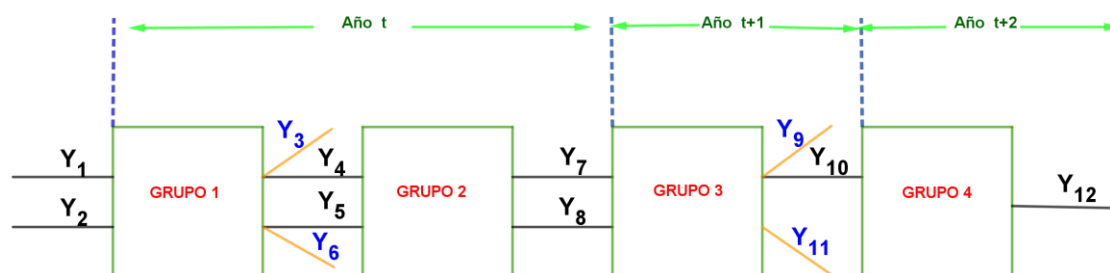 Año t
Año t+1
Año t+2
Y3
Y9
Y1
Y4
Y7
Y10
Y12
GRUPO 1
GRUPO 2
GRUPO 3
GRUPO 4
Y2
Y5
Y8
Y6
Y11